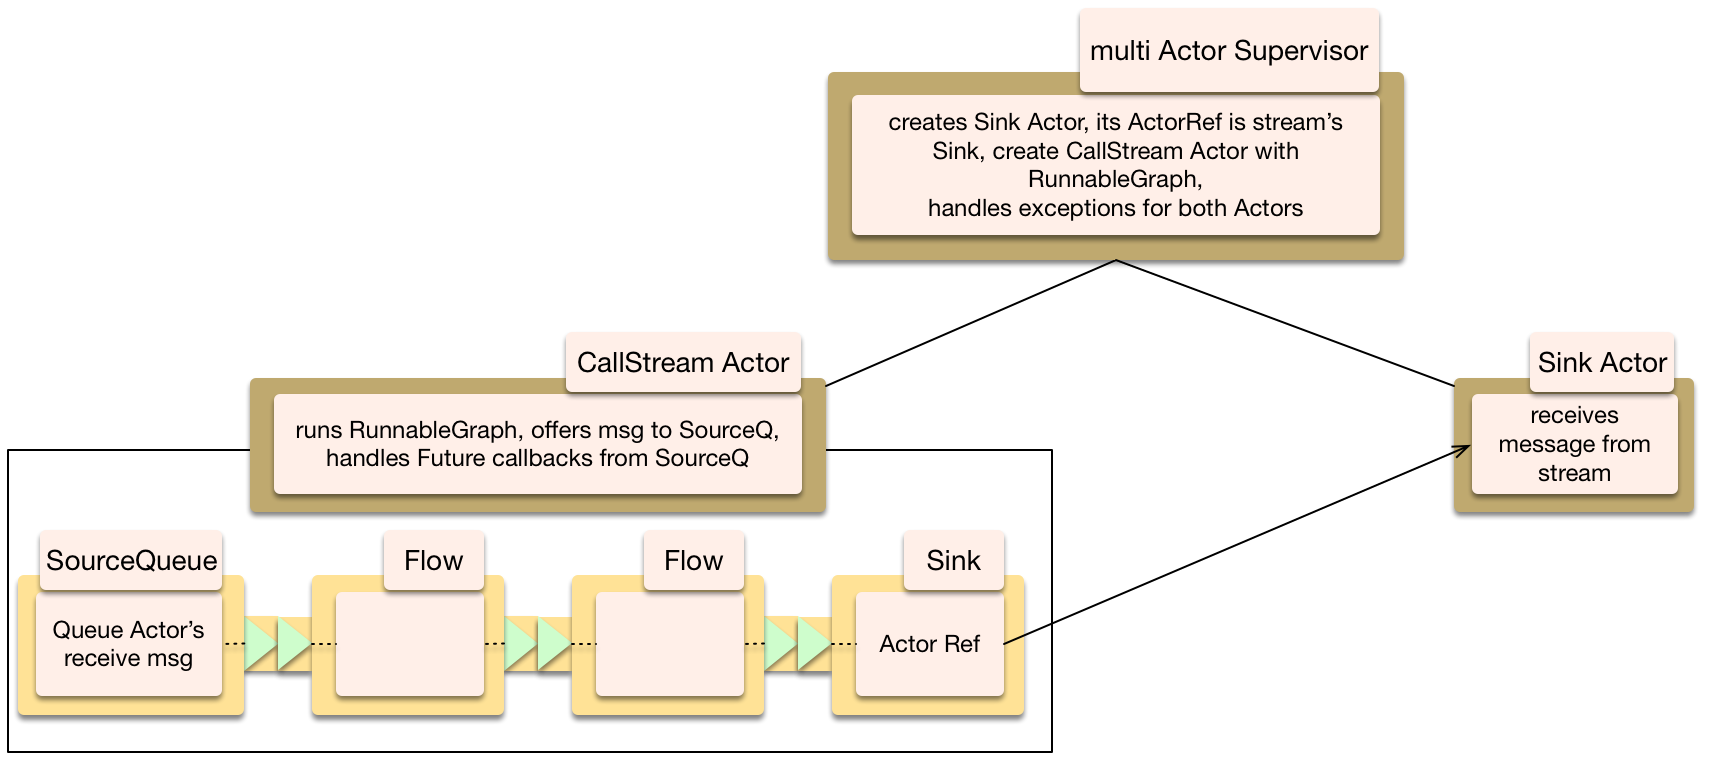 multi Actor Supervisor
creates Sink Actor, its ActorRef is stream's
Sink, create CallStream Actor with
RunnableGraph,
handles exceptions for both Actors
CallStream Actor
runs RunnableGraph, offers msg to SourceQ,
handles Future callbacks from SourceQ
Sink Actor
receives
message from
stream
SourceQueue
Queue Actor's
receive msg
Flow
Flow
Sink
Actor Ref